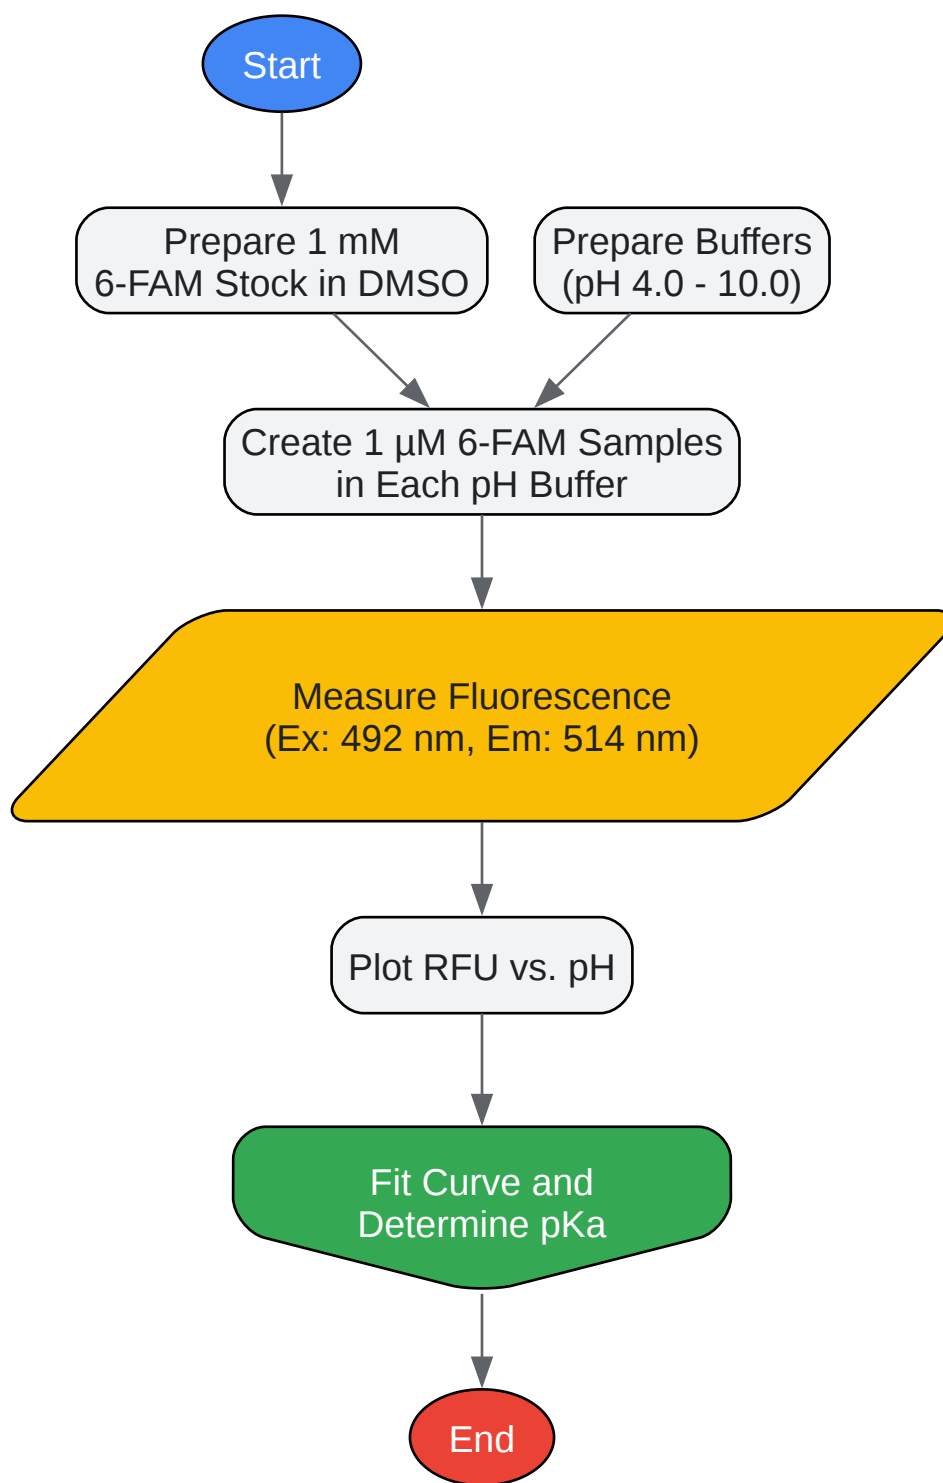 Start
Prepare 1 mM
6-FAM Stock in DMSO
Prepare Buffers
(pH 4.0 - 10.0)
Create 1 µM 6-FAM Samples
in Each pH Buffer
Measure Fluorescence
(Ex: 492 nm, Em: 514 nm)
Plot RFU vs. pH
Fit Curve and
Determine pKa
End